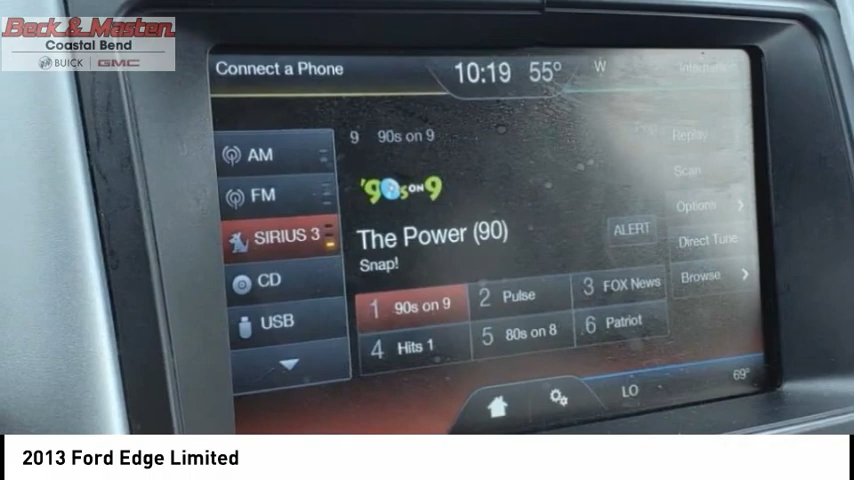 Beck & Masten
Coastal Bend
BUICK | GMC
Connect a Phone
10:19 55° W
9 90s on 9
Replay
AM
Scan
FM
'90s ON 9
Options
SIRIUS 3
The Power (90)
ALERT
Direct Tune
Snap!
CD
Browse
1 90s on 9
2 Pulse
3 FOX News
USB
4 Hits 1
5 80s on 8
6 Patriot
LO
69°
2013 Ford Edge Limited